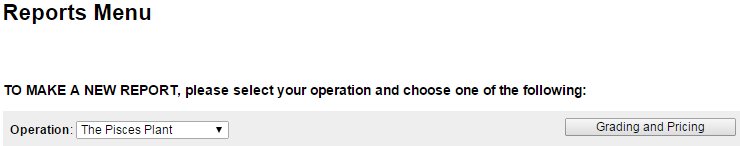 Reports Menu
TO MAKE A NEW REPORT, please select your operation and choose one of the following:
Operation: The Pisces Plant Grading and Pricing